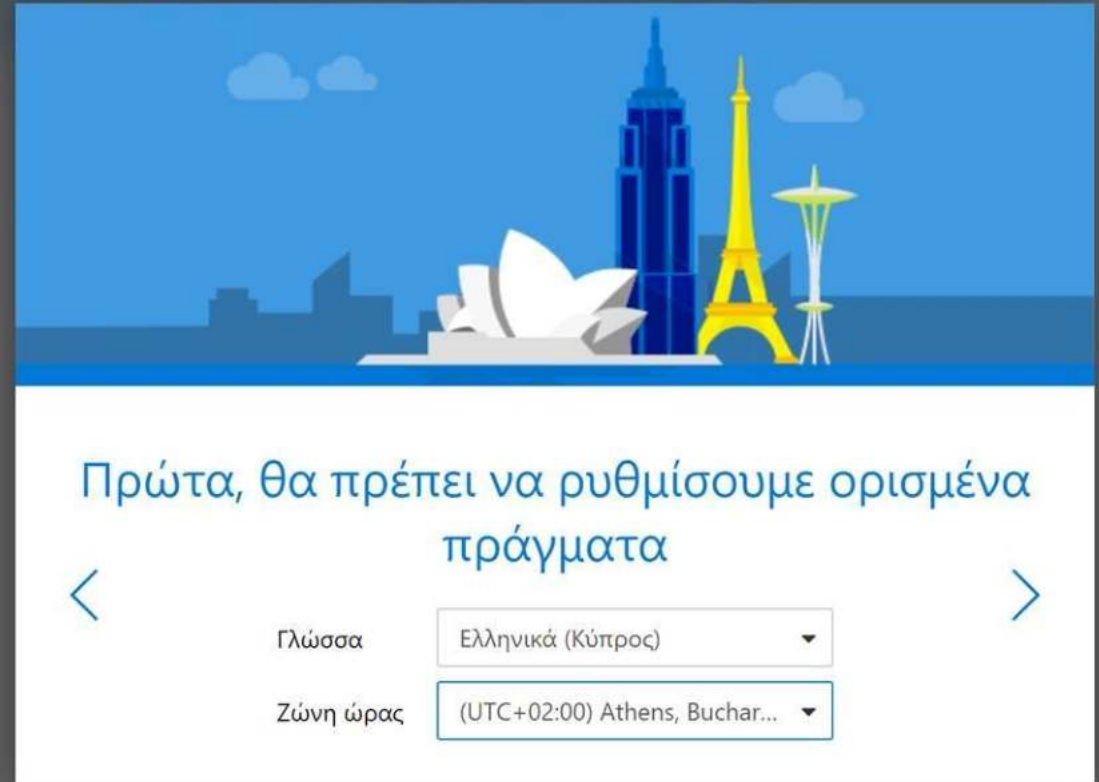 Πρώτα, θα πρέπει να ρυθμίσουμε ορισμένα
πράγματα
Γλώσσα Ελληνικά (Κύπρος)
Ζώνη ώρας (UTC+02:00) Athens, Buchar...